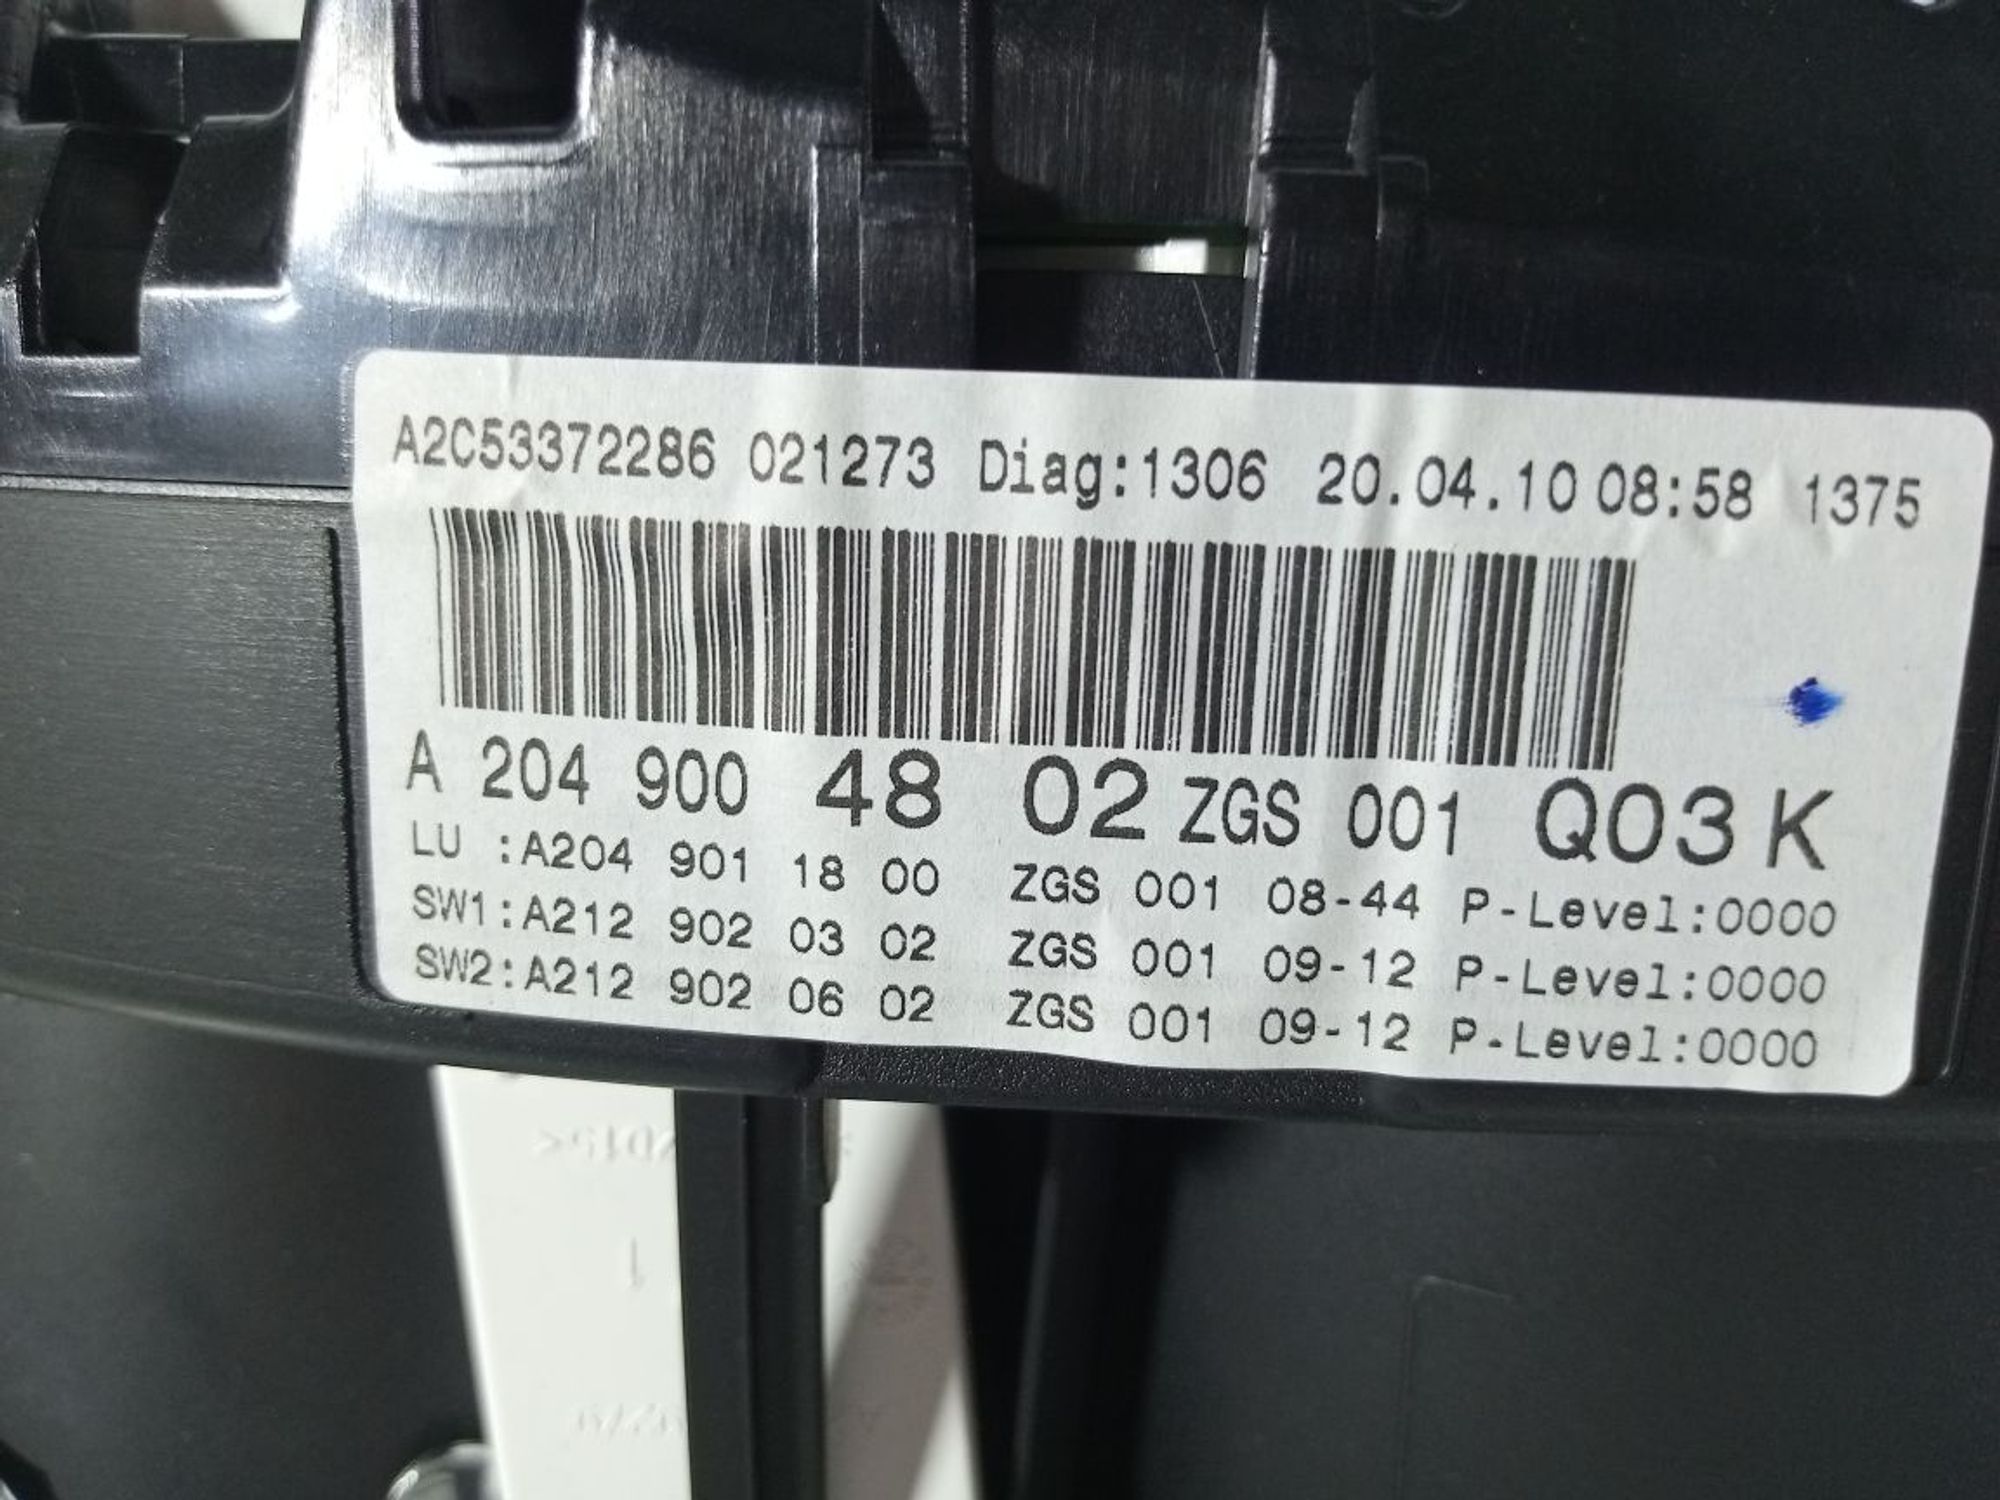 A2C53372286 021273 Diag:1306 20.04.10 08:58 1375
A 204 900 48 02 ZGS 001 Q03 K
LU :A204 901 18 00 ZGS 001 08-44 P-Level:0000
SW1:A212 902 03 02 ZGS 001 09-12 P-Level:0000
SW2:A212 902 06 02 ZGS 001 09-12 P-Level:0000
1